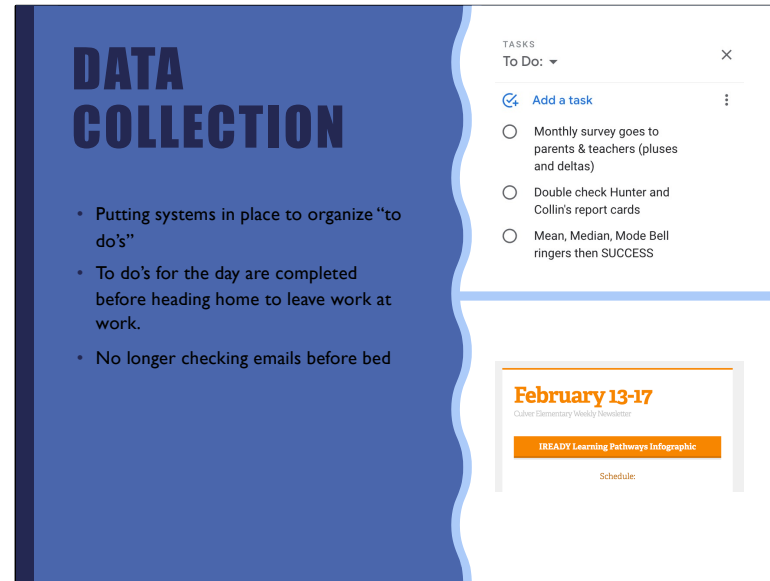 DATA
COLLECTION
• Putting systems in place to organize “to
do’s”
• To do’s for the day are completed
before heading home to leave work at
work.
• No longer checking emails before bed
TASKS
To Do:
Add a task
Monthly survey goes to
parents & teachers (pluses
and deltas)
Double check Hunter and
Collin's report cards
Mean, Median, Mode Bell
ringers then SUCCESS
February 13-17
Culver Elementary Weekly Newsletter
IREADY Learning Pathways Infographic
Schedule: